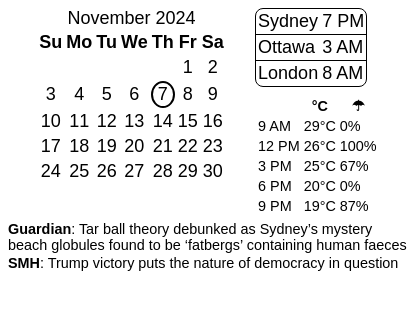 November 2024
Su Mo Tu We Th Fr Sa
1 2
3 4 5 6 7 8 9
10 11 12 13 14 15 16
17 18 19 20 21 22 23
24 25 26 27 28 29 30
Sydney 7 PM
Ottawa 3 AM
London 8 AM
°C ☂
9 AM 29°C 0%
12 PM 26°C 100%
3 PM 25°C 67%
6 PM 20°C 0%
9 PM 19°C 87%
Guardian: Tar ball theory debunked as Sydney’s mystery
beach globules found to be ‘fatbergs’ containing human faeces
SMH: Trump victory puts the nature of democracy in question